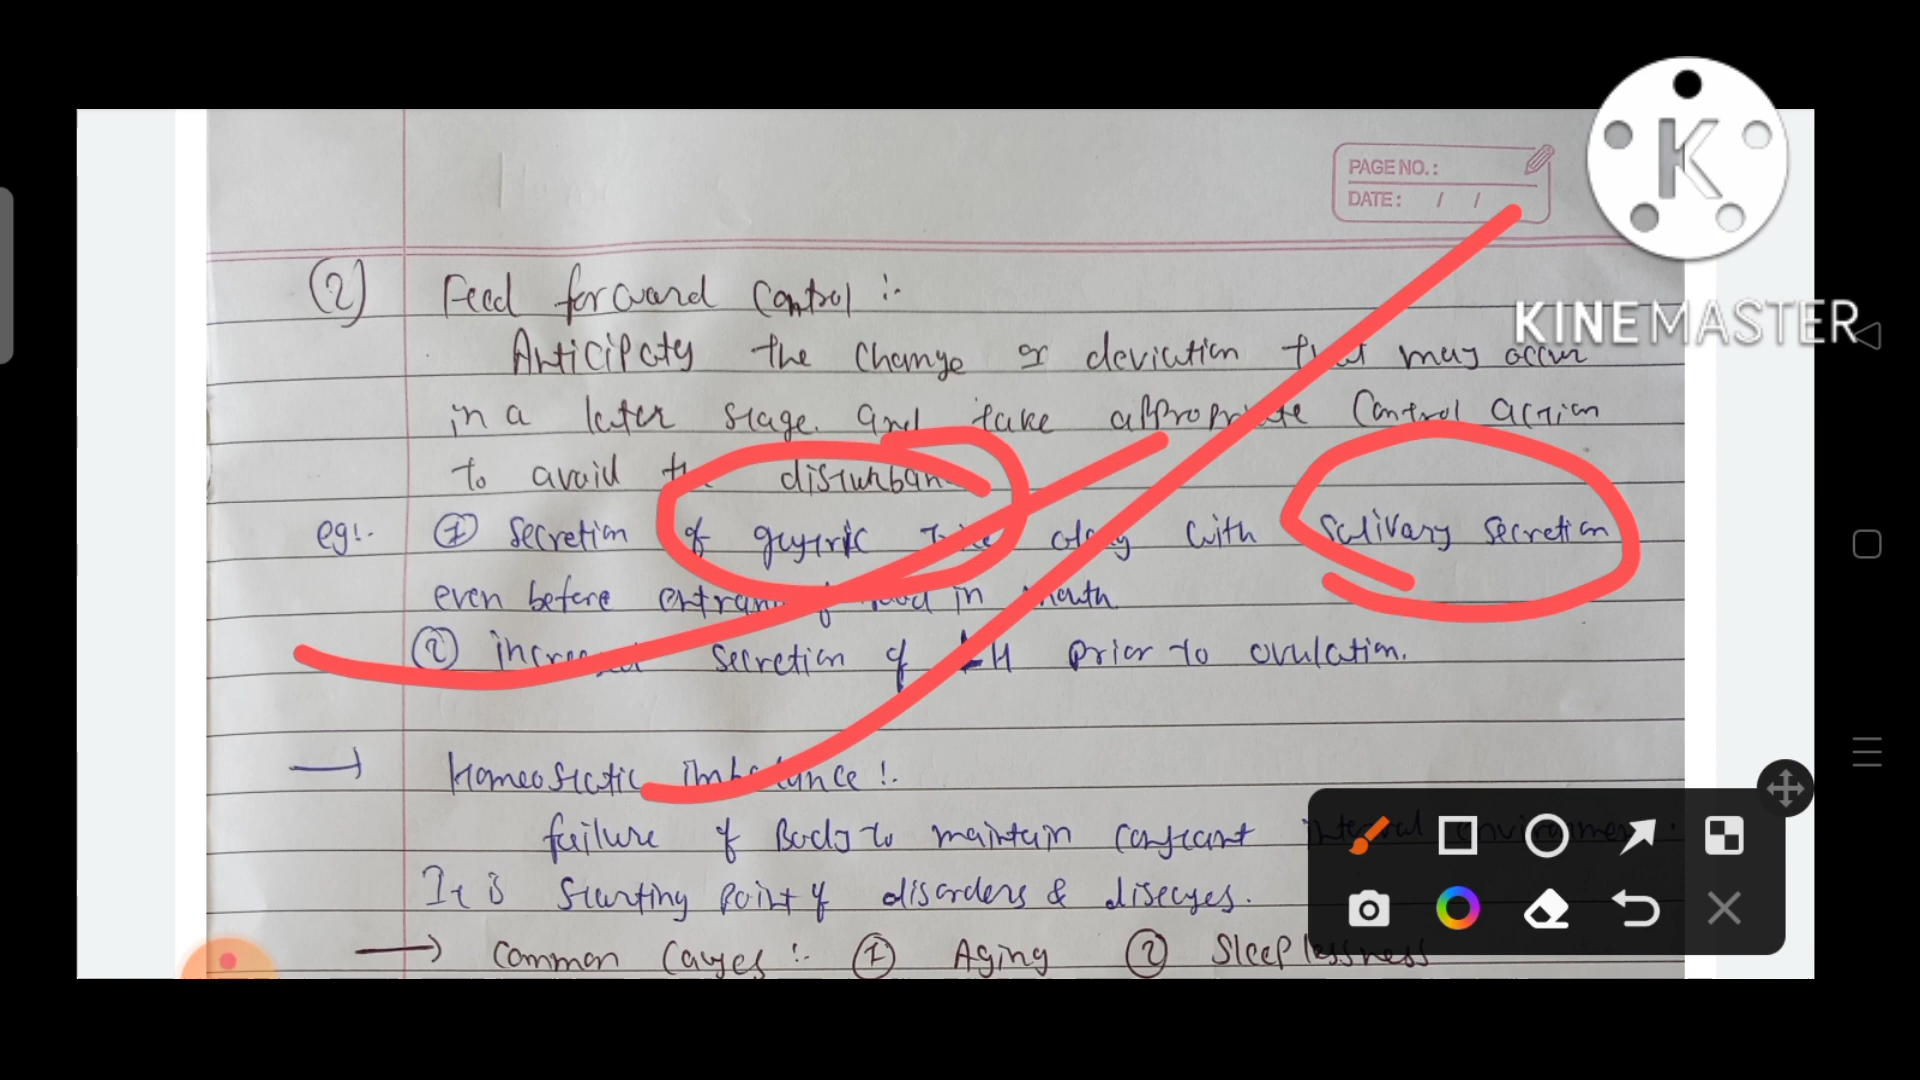 PAGE NO.:
DATE: / /
K
KINEMASTER
(2) Feed forward Control :-
Anticipaty the change or deviation that may occur
in a later stage. and take appropriate Control action
to avoid the disturban
eg:- (1) secretion of gastric juice along with Salivary secretion
even before entrance of food in mouth.
(2) increased secretion of LH prior to ovulation.
→ Homeostatic imbalance :-
failure of Body to maintain constant internal environment.
It is starting point of disorders & diseases.
→ Common Causes :- (1) Aging (2) Sleeplessness